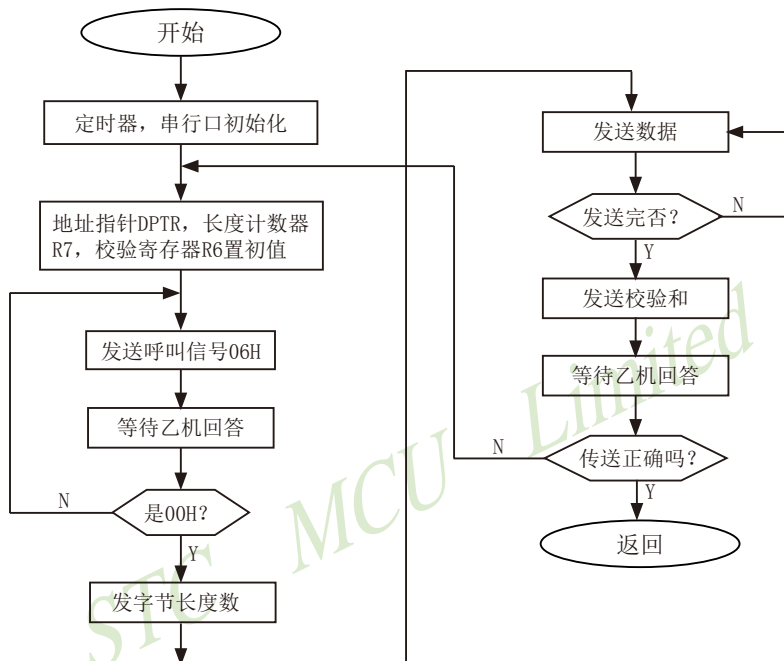 开始
定时器，串行口初始化
地址指针DPTR，长度计数器
R7，校验寄存器R6置初值
发送呼叫信号06H
等待乙机回答
是00H？
N
Y
发字节长度数
发送数据
发送完否？
N
Y
发送校验和
等待乙机回答
传送正确吗？
N
Y
返回
STC MCU Limited